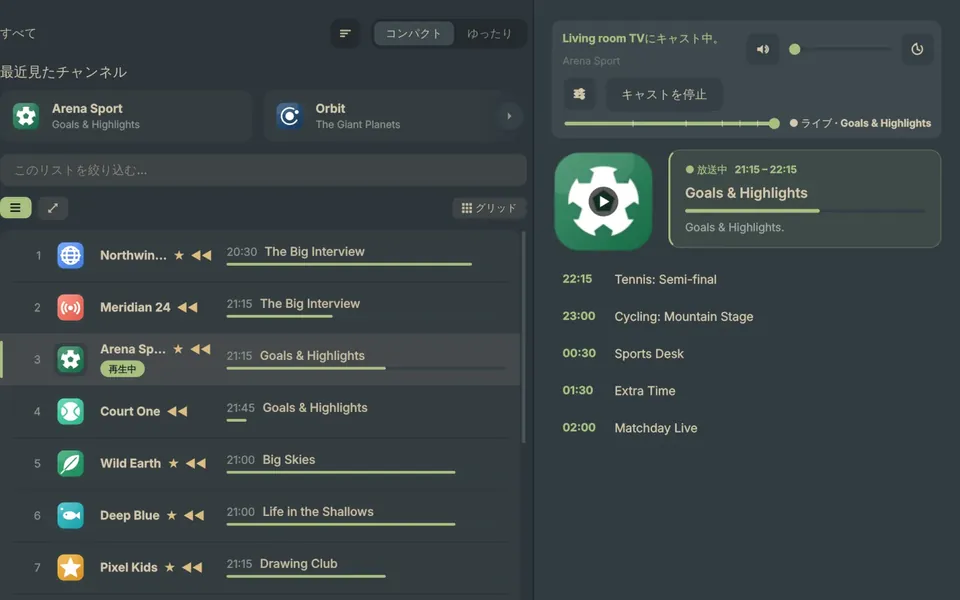 すべて
コンパクト
ゆったり
最近見たチャンネル
Arena Sport
Goals & Highlights
Orbit
The Giant Planets
このリストを絞り込む...
グリッド
1 Northwin... 20:30 The Big Interview
2 Meridian 24 21:15 The Big Interview
3 Arena Sp... 21:15 Goals & Highlights
再生中
4 Court One 21:45 Goals & Highlights
5 Wild Earth 21:00 Big Skies
6 Deep Blue 21:00 Life in the Shallows
7 Pixel Kids 21:15 Drawing Club
Living room TVにキャスト中。
Arena Sport
キャストを停止
ライブ · Goals & Highlights
放送中 21:15 – 22:15
Goals & Highlights
Goals & Highlights.
22:15 Tennis: Semi-final
23:00 Cycling: Mountain Stage
00:30 Sports Desk
01:30 Extra Time
02:00 Matchday Live